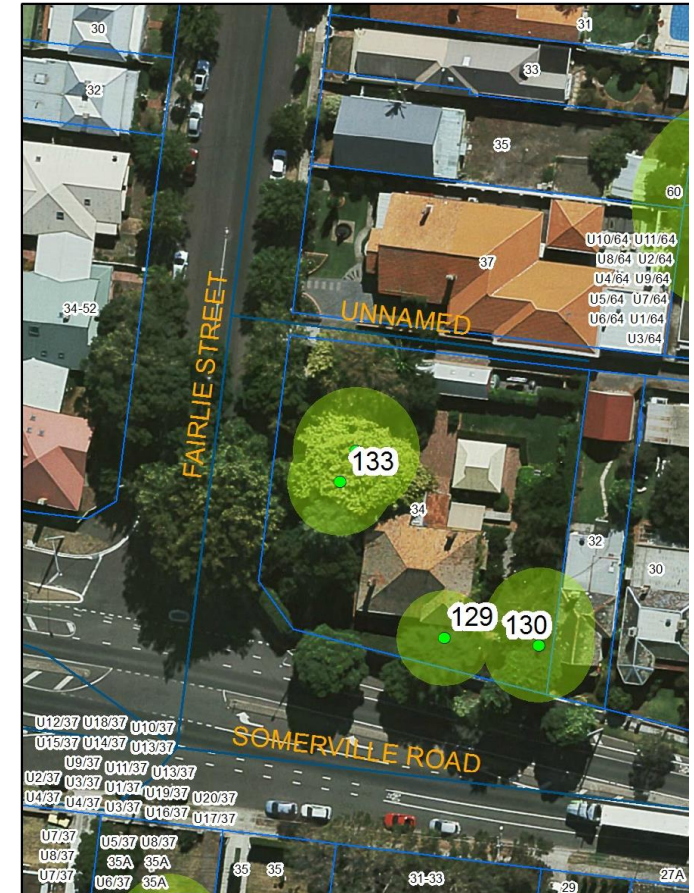 30
31
33
32
35
60
U10/64 U11/64
U8/64 U2/64
37
U4/64 U9/64
34-52
U5/64 U7/64
UNNAMED
U6/64 U1/64
U3/64
FAIRLIE STREET
133
34
32
30
129 130
U12/37 U18/37 U10/37
SOMERVILLE ROAD
U15/37 U14/37 U13/37
U9/37 U11/37 U13/37
U2/37 U3/37 U1/37 U19/37 U20/37
U4/37 U4/37 U3/37 U16/37 U17/37
U7/37 U5/37 U8/37
U8/37 35A 35A 35 35
U7/37 U6/37 35A
31-33
27A
29